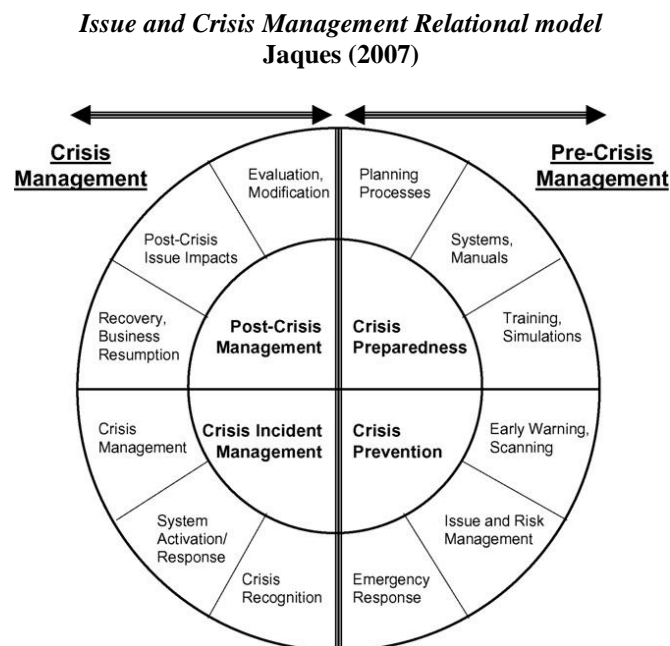 Issue and Crisis Management Relational model
Jaques (2007)
Crisis
Management
Pre-Crisis
Management
Evaluation,
Modification
Planning
Processes
Post-Crisis
Issue Impacts
Systems,
Manuals
Recovery,
Business
Resumption
Post-Crisis
Management
Crisis
Preparedness
Training,
Simulations
Crisis
Management
Crisis Incident
Management
Crisis
Prevention
Early Warning,
Scanning
System
Activation/
Response
Issue and Risk
Management
Crisis
Recognition
Emergency
Response